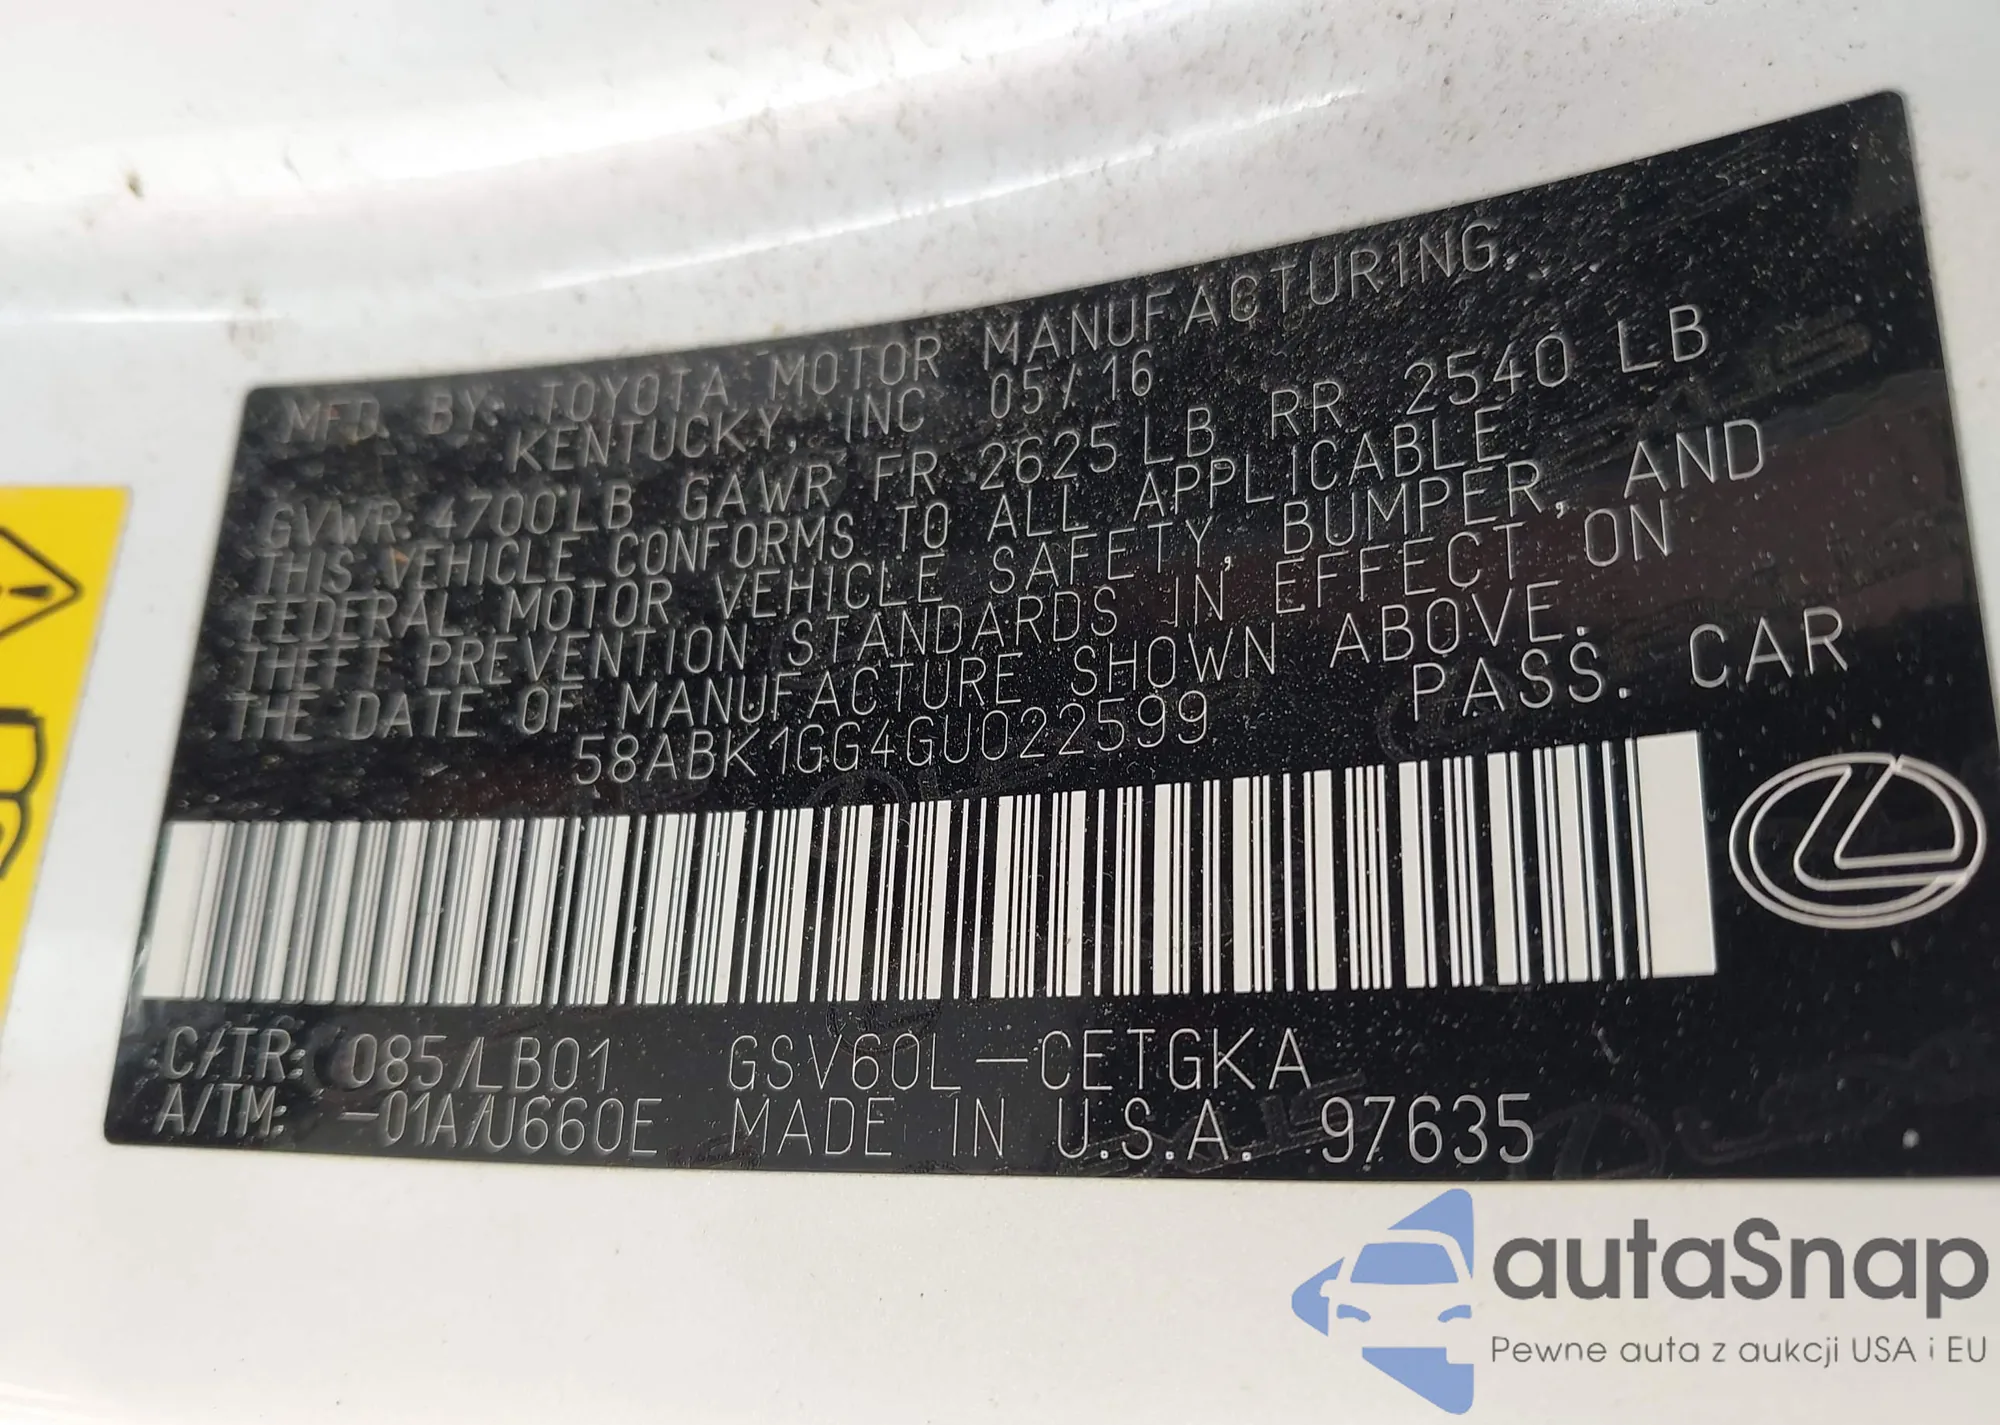 MFD. BY: TOYOTA MOTOR MANUFACTURING
KENTUCKY, INC 05/16
GVWR 4700LB GAWR FR 2625LB RR 2540 LB
THIS VEHICLE CONFORMS TO ALL APPLICABLE
FEDERAL MOTOR VEHICLE SAFETY, BUMPER, AND
THEFT PREVENTION STANDARDS IN EFFECT ON
THE DATE OF MANUFACTURE SHOWN ABOVE.
58ABK1GG4GU022599 PASS. CAR
C/TR: 085/LB01 GSV60L-CETGKA
A/TM: -01A/U660E MADE IN U.S.A. 97635
autaSnap
Pewne auta z aukcji USA i EU